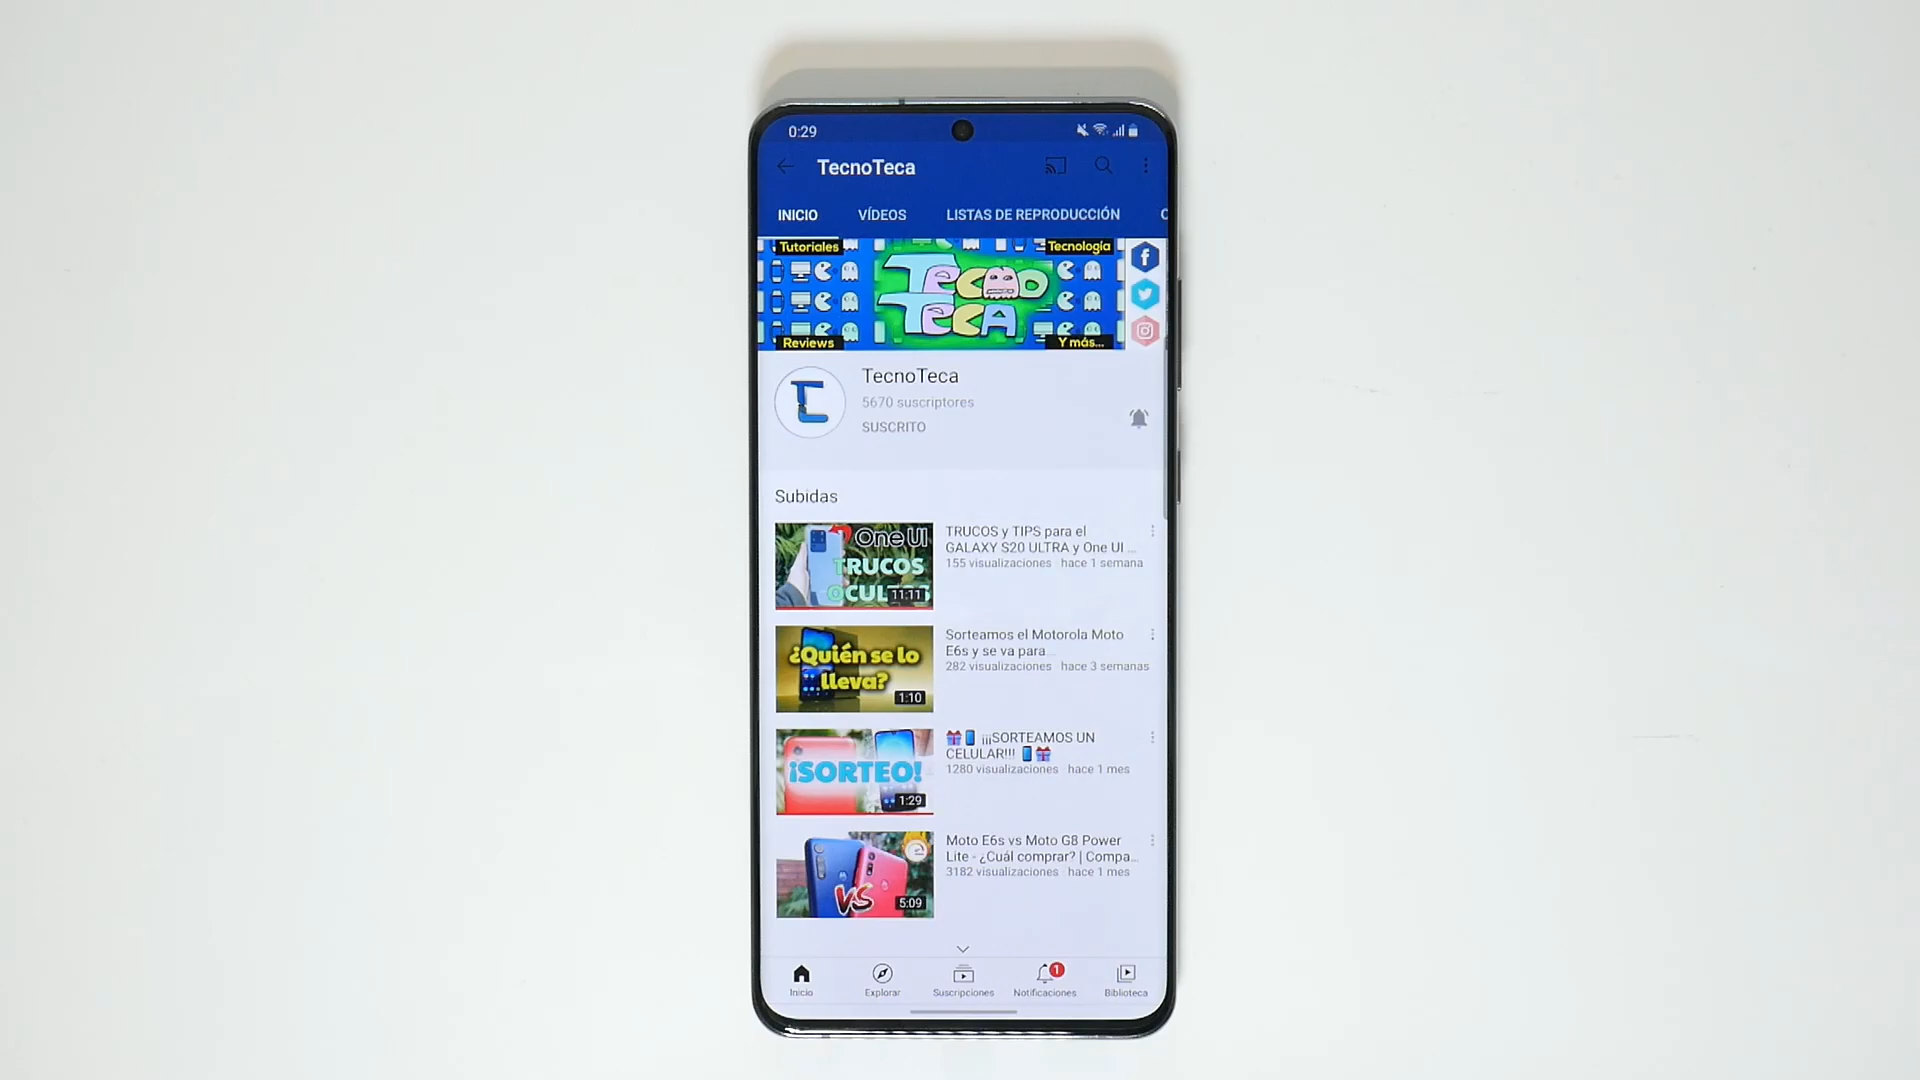 0:29
TecnoTeca
INICIO VÍDEOS LISTAS DE REPRODUCCIÓN C
Tutoriales Tecnología
TECNO
TECA
Reviews Y más...
TecnoTeca
5670 suscriptores
SUSCRITO
Subidas
One UI
TRUCOS
OCULTOS
11:11
TRUCOS y TIPS para el
GALAXY S20 ULTRA y One UI ...
155 visualizaciones · hace 1 semana
¿Quién se lo
lleva?
1:10
Sorteamos el Motorola Moto
E6s y se va para...
282 visualizaciones · hace 3 semanas
¡SORTEO!
1:29
🎁📱 ¡¡¡SORTEAMOS UN
CELULAR!!! 📱🎁
1280 visualizaciones · hace 1 mes
VS
5:09
Moto E6s vs Moto G8 Power
Lite - ¿Cuál comprar? | Compa...
3182 visualizaciones · hace 1 mes
1
Inicio Explorar Suscripciones Notificaciones Biblioteca